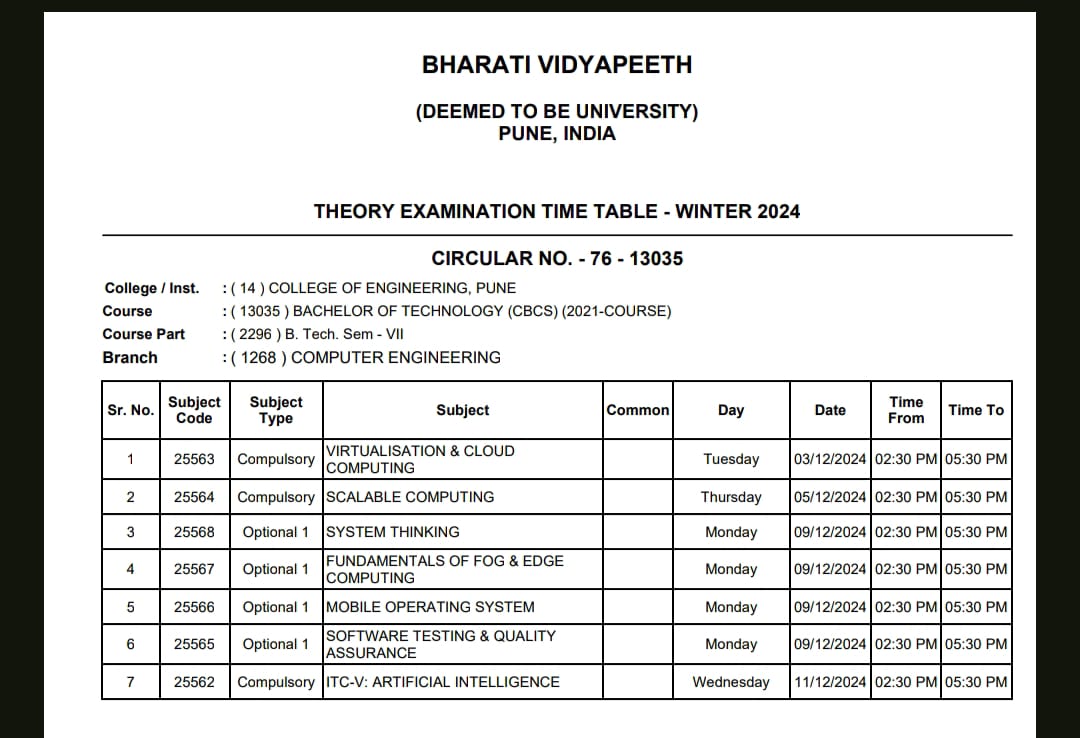 BHARATI VIDYAPEETH
(DEEMED TO BE UNIVERSITY)
PUNE, INDIA
THEORY EXAMINATION TIME TABLE - WINTER 2024
CIRCULAR NO. - 76 - 13035
College / Inst. : ( 14 ) COLLEGE OF ENGINEERING, PUNE
Course : ( 13035 ) BACHELOR OF TECHNOLOGY (CBCS) (2021-COURSE)
Course Part : ( 2296 ) B. Tech. Sem - VII
Branch : ( 1268 ) COMPUTER ENGINEERING
Sr. No. Subject Code Subject Type Subject Common Day Date Time From Time To
1 25563 Compulsory VIRTUALISATION & CLOUD COMPUTING Tuesday 03/12/2024 02:30 PM 05:30 PM
2 25564 Compulsory SCALABLE COMPUTING Thursday 05/12/2024 02:30 PM 05:30 PM
3 25568 Optional 1 SYSTEM THINKING Monday 09/12/2024 02:30 PM 05:30 PM
4 25567 Optional 1 FUNDAMENTALS OF FOG & EDGE COMPUTING Monday 09/12/2024 02:30 PM 05:30 PM
5 25566 Optional 1 MOBILE OPERATING SYSTEM Monday 09/12/2024 02:30 PM 05:30 PM
6 25565 Optional 1 SOFTWARE TESTING & QUALITY ASSURANCE Monday 09/12/2024 02:30 PM 05:30 PM
7 25562 Compulsory ITC-V: ARTIFICIAL INTELLIGENCE Wednesday 11/12/2024 02:30 PM 05:30 PM